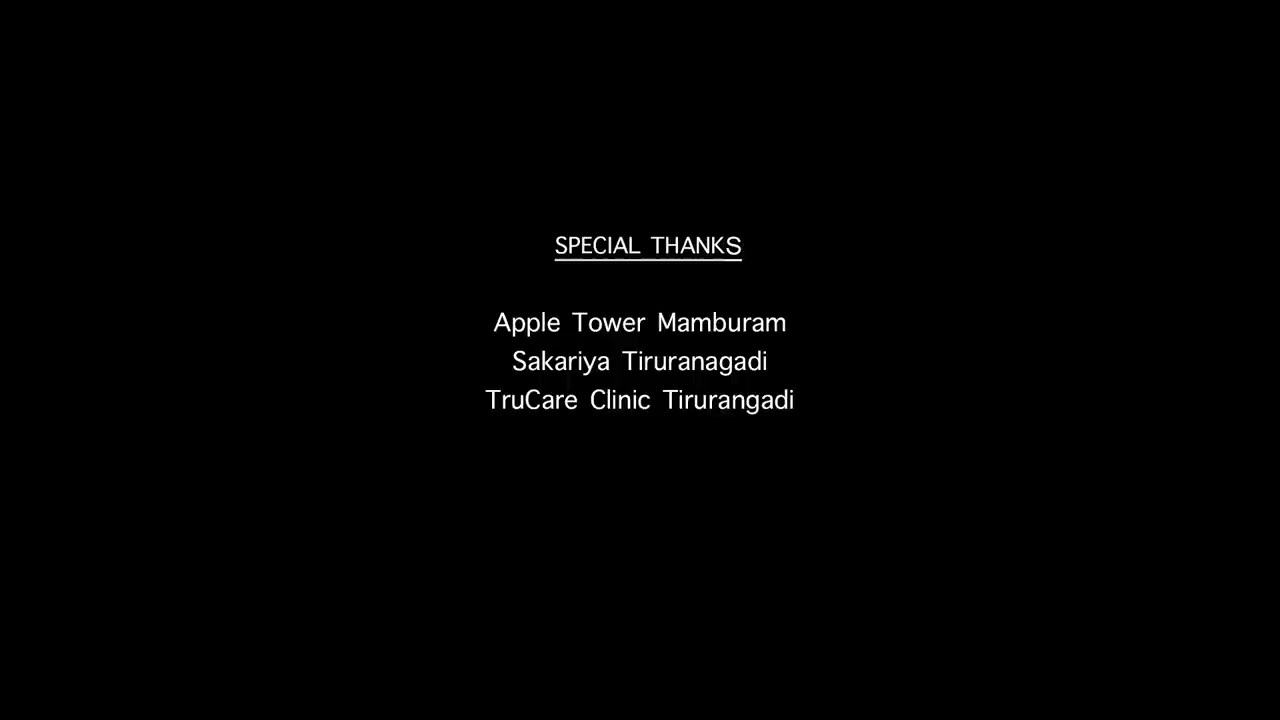 SPECIAL THANKS
Apple Tower Mamburam
Sakariya Tiruranagadi
TruCare Clinic Tirurangadi